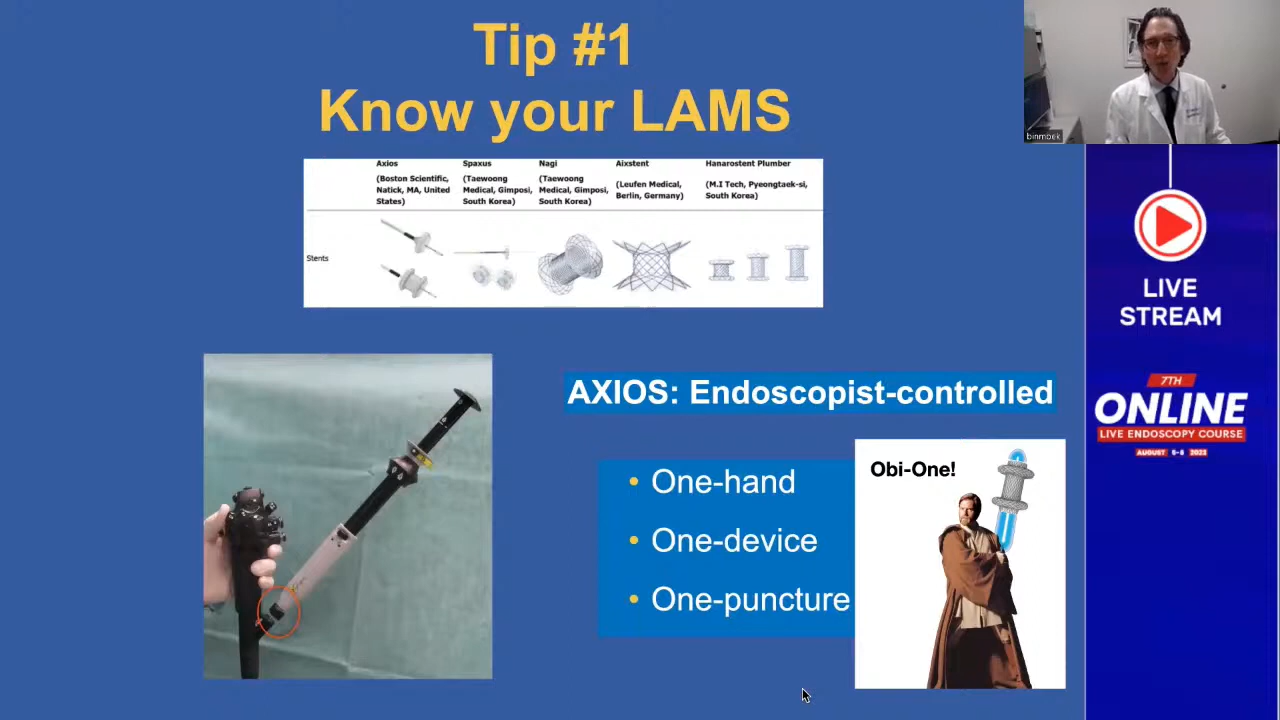 Tip #1
Know your LAMS
binmoek
Axios
(Boston Scientific,
Natick, MA, United
States)
Spaxus
(Taewoong
Medical, Gimposi,
South Korea)
Nagi
(Taewoong
Medical, Gimposi,
South Korea)
Aixstent
(Leufen Medical,
Berlin, Germany)
Hanarostent Plumber
(M.I Tech, Pyeongtaek-si,
South Korea)
Stents
AXIOS: Endoscopist-controlled
• One-hand
• One-device
• One-puncture
Obi-One!
LIVE
STREAM
7TH
ONLINE
LIVE ENDOSCOPY COURSE
AUGUST 5-6 2023